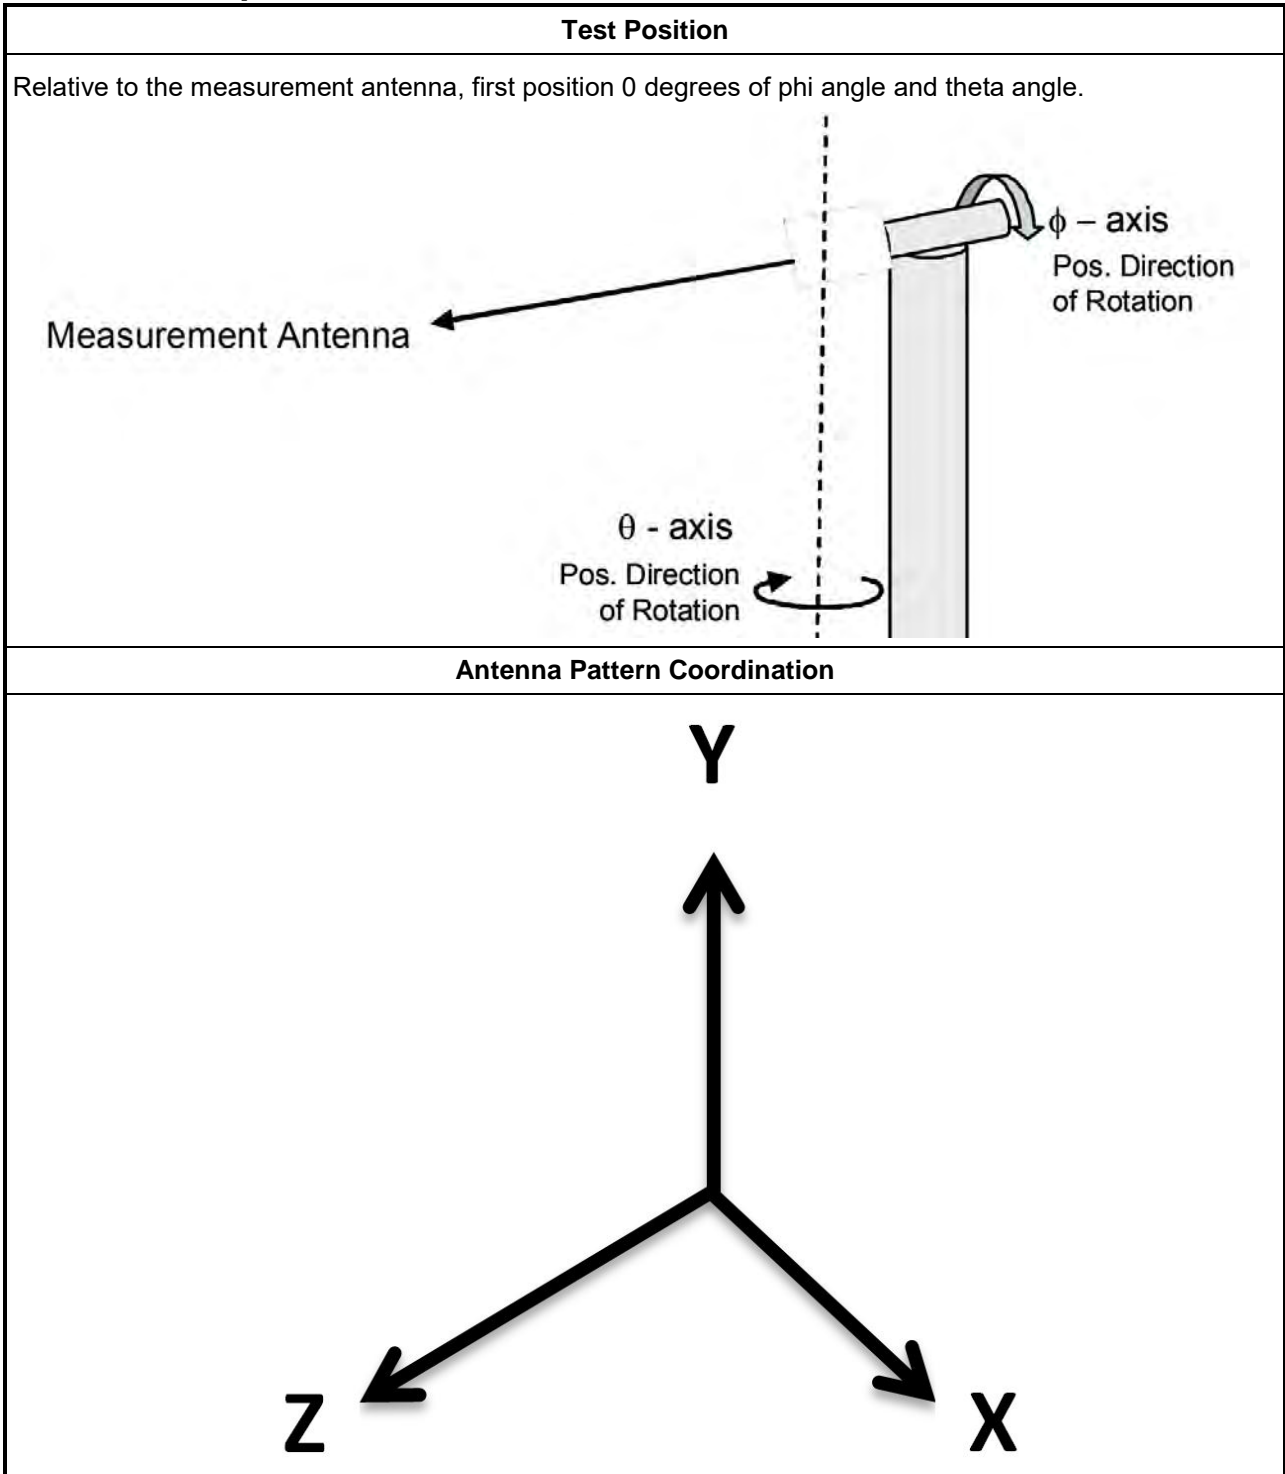 Test Position
Relative to the measurement antenna, first position 0 degrees of phi angle and theta angle.
ϕ – axis
Pos. Direction
of Rotation
Measurement Antenna
θ - axis
Pos. Direction
of Rotation
Antenna Pattern Coordination
Y
Z
X